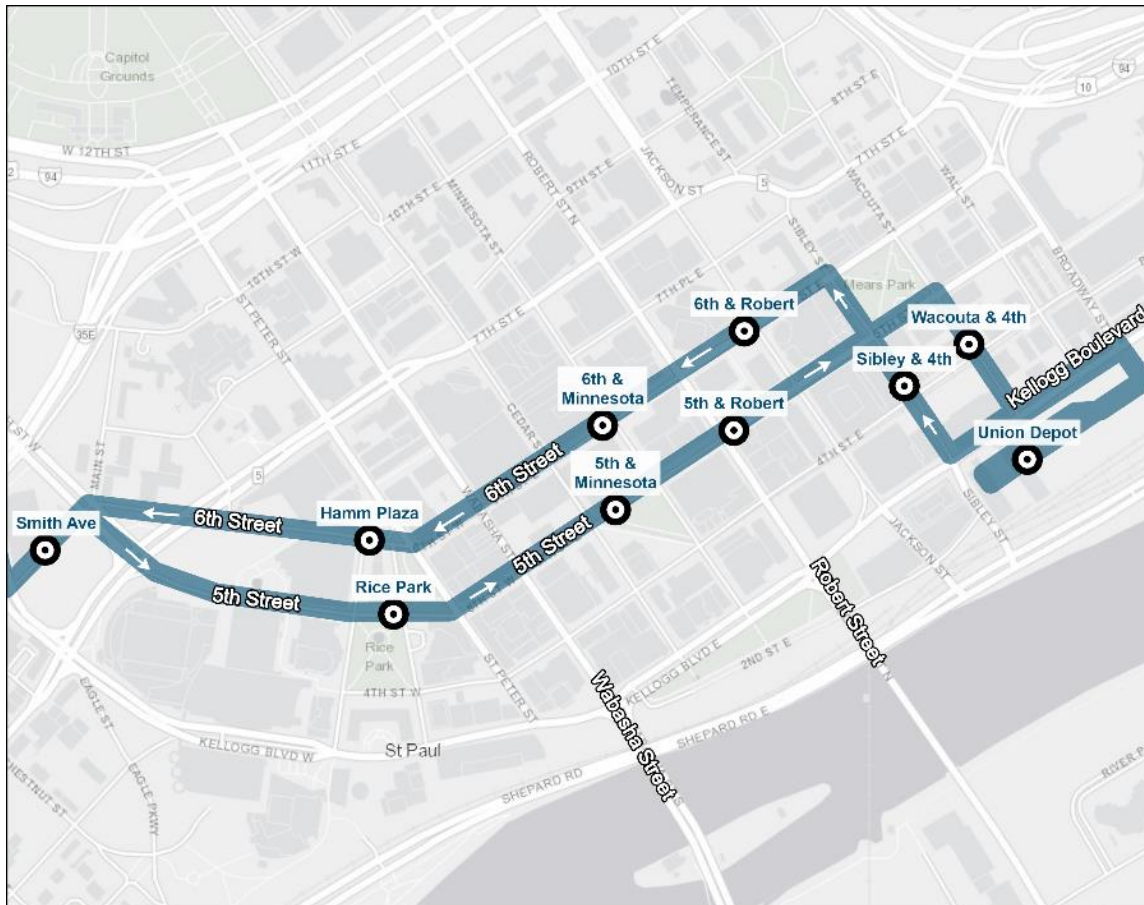 Capitol
Grounds
10TH ST E
94
10
TEMPERANCE ST
8TH ST E
W 12TH ST
11TH ST E
94
ROBERT ST N
9TH ST E
JACKSON ST
5
7TH ST E
WACOUTA ST
WALL ST
MINNESOTA ST
10TH ST E
SIBLEY ST
BROADWAY ST
10TH ST W
7TH PL E
Mears Park
ST PETER ST
7TH ST E
6th & Robert
Wacouta & 4th
35E
6th &
Minnesota
Sibley & 4th
Kellogg Boulevard
5th & Robert
CEDAR ST
Union Depot
4TH ST E
MAIN ST
5
6th Street
5th &
Minnesota
WABASHA ST
SIBLEY ST
JACKSON ST
Smith Ave
6th Street
Hamm Plaza
5th Street
5th Street
Rice Park
Robert Street
N
Rice
Park
ST PETER ST
KELLOGG BLVD E
2ND ST E
4TH ST W
EAGLE ST
KELLOGG BLVD W
St Paul
Wabasha Street
S
SHEPARD RD E
SHEPARD RD
CHESTNUT ST
EAGLE PKWY